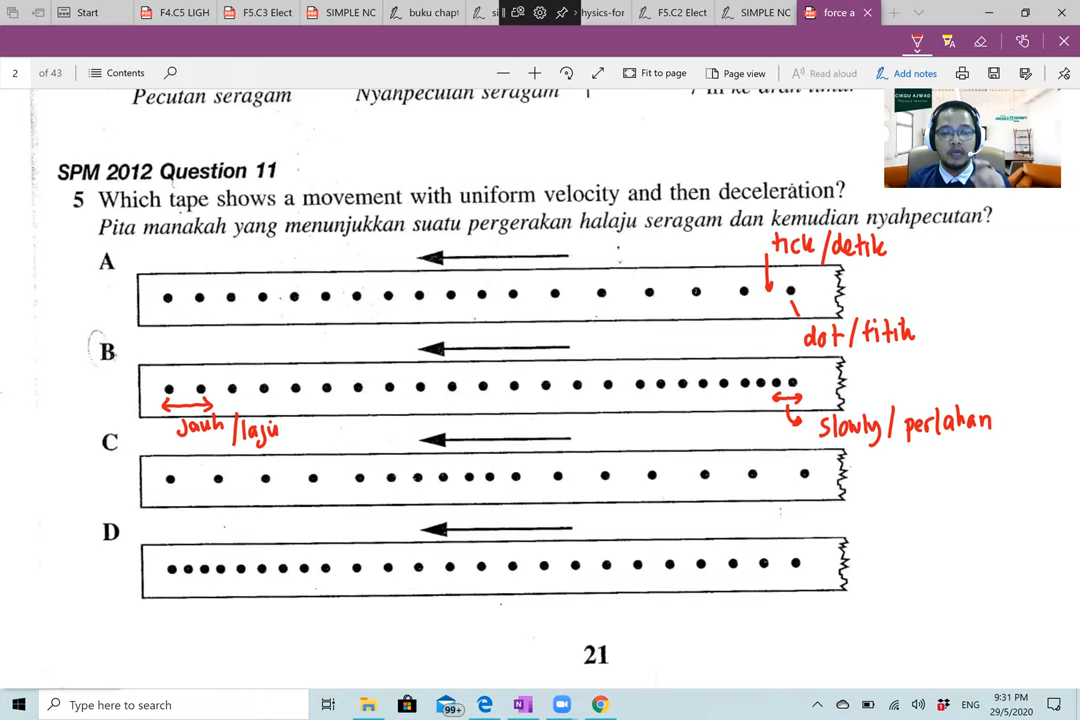 Start
F4.C5 LIGH
F5.C3 Elect
SIMPLE NC
buku chapt
si
hysics-for
F5.C2 Elect
SIMPLE NC
force a
2 of 43
Contents
Fit to page
Page view
Read aloud
Add notes
CIKGU AJWAD
Pecutan seragam
Nyahpecutan seragam
SPM 2012 Question 11
5 Which tape shows a movement with uniform velocity and then deceleration?
Pita manakah yang menunjukkan suatu pergerakan halaju seragam dan kemudian nyahpecutan?
tick/detik
A
dot/titik
B
jauh/laju
slowly/perlahan
C
D
21
Type here to search
99+
ENG
9:31 PM
29/5/2020